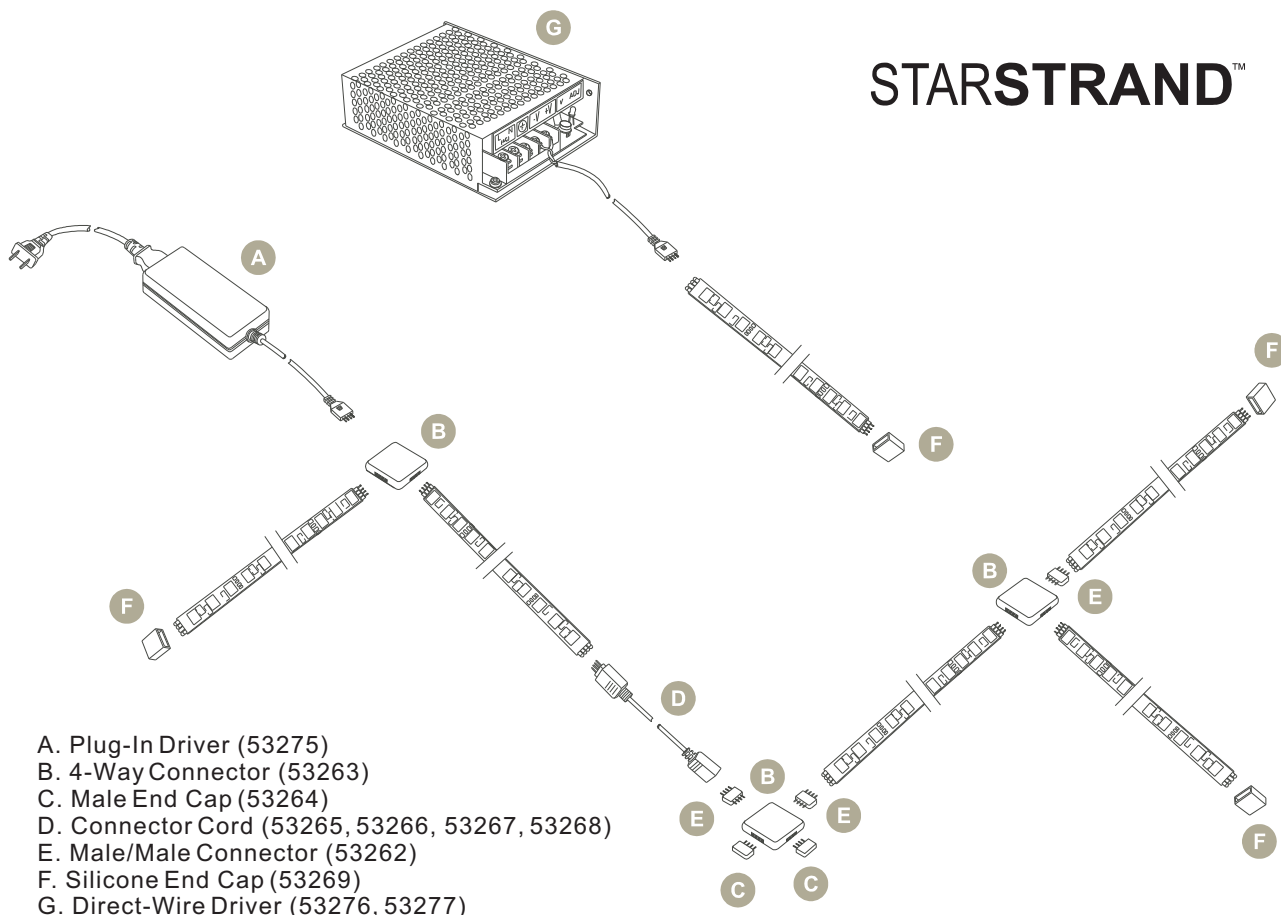 G
STARSTRAND™
L N ⏚ -V +V V ADJ
A
F
B
F
B
E
F
D
B
E
E
F
C
C
A. Plug-In Driver (53275)
B. 4-Way Connector (53263)
C. Male End Cap (53264)
D. Connector Cord (53265, 53266, 53267, 53268)
E. Male/Male Connector (53262)
F. Silicone End Cap (53269)
G. Direct-Wire Driver (53276, 53277)